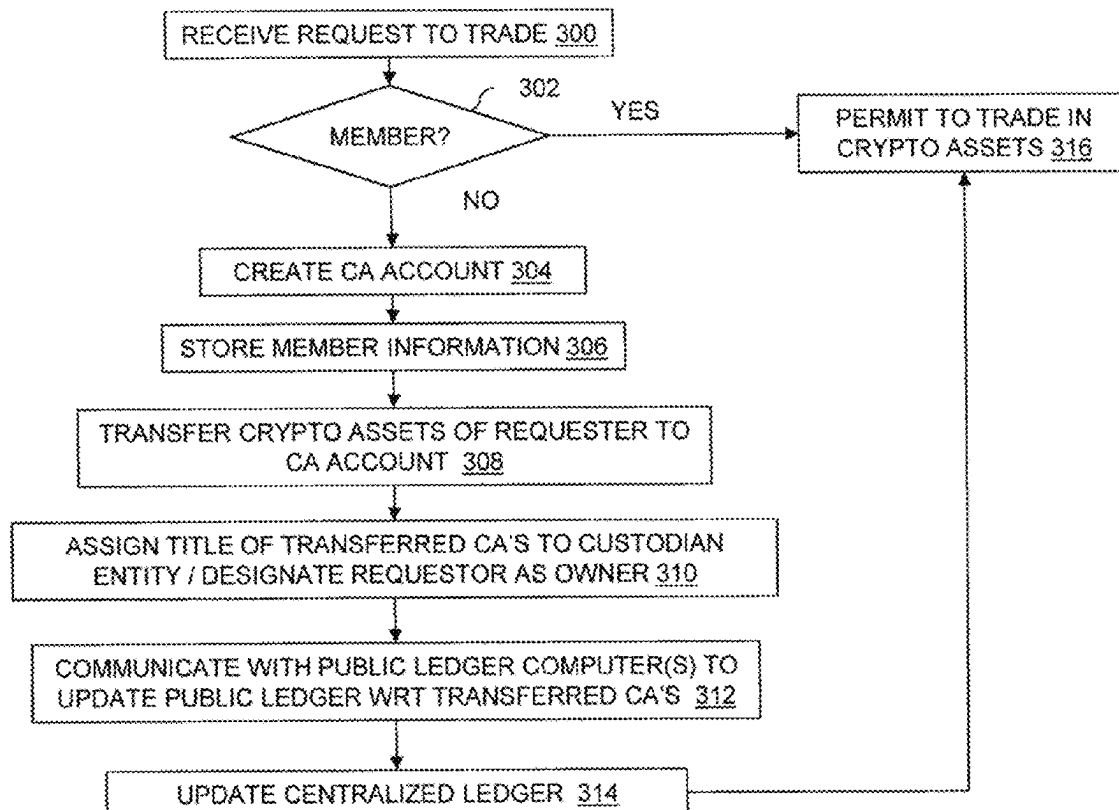 RECEIVE REQUEST TO TRADE 300
302
MEMBER?
YES
PERMIT TO TRADE IN
CRYPTO ASSETS 316
NO
CREATE CA ACCOUNT 304
STORE MEMBER INFORMATION 306
TRANSFER CRYPTO ASSETS OF REQUESTER TO
CA ACCOUNT 308
ASSIGN TITLE OF TRANSFERRED CA'S TO CUSTODIAN
ENTITY / DESIGNATE REQUESTOR AS OWNER 310
COMMUNICATE WITH PUBLIC LEDGER COMPUTER(S) TO
UPDATE PUBLIC LEDGER WRT TRANSFERRED CA'S 312
UPDATE CENTRALIZED LEDGER 314